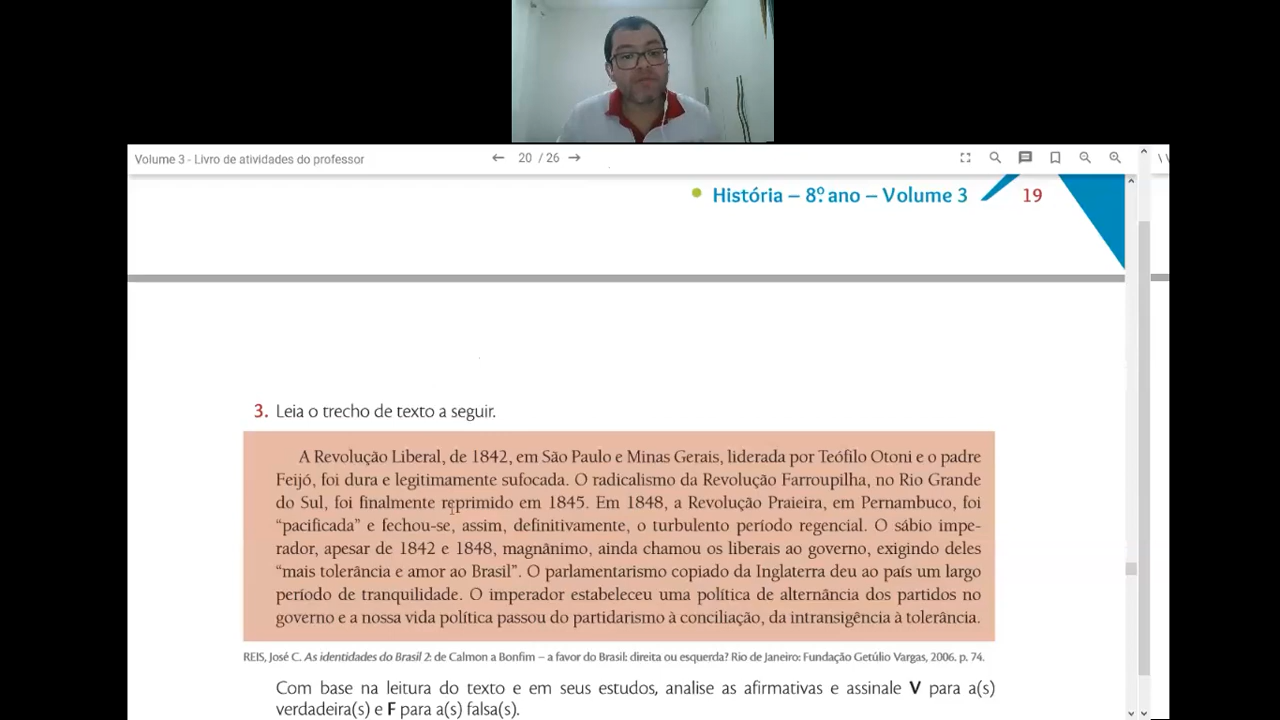 Volume 3 - Livro de atividades do professor
20 / 26
História – 8º. ano – Volume 3
19
3. Leia o trecho de texto a seguir.
A Revolução Liberal, de 1842, em São Paulo e Minas Gerais, liderada por Teófilo Otoni e o padre
Feijó, foi dura e legitimamente sufocada. O radicalismo da Revolução Farroupilha, no Rio Grande
do Sul, foi finalmente reprimido em 1845. Em 1848, a Revolução Praieira, em Pernambuco, foi
“pacificada” e fechou-se, assim, definitivamente, o turbulento período regencial. O sábio impe-
rador, apesar de 1842 e 1848, magnânimo, ainda chamou os liberais ao governo, exigindo deles
“mais tolerância e amor ao Brasil”. O parlamentarismo copiado da Inglaterra deu ao país um largo
período de tranquilidade. O imperador estabeleceu uma política de alternância dos partidos no
governo e a nossa vida política passou do partidarismo à conciliação, da intransigência à tolerância.
REIS, José C. As identidades do Brasil 2: de Calmon a Bonfim – a favor do Brasil: direita ou esquerda? Rio de Janeiro: Fundação Getúlio Vargas, 2006. p. 74.
Com base na leitura do texto e em seus estudos, analise as afirmativas e assinale V para a(s)
verdadeira(s) e F para a(s) falsa(s).